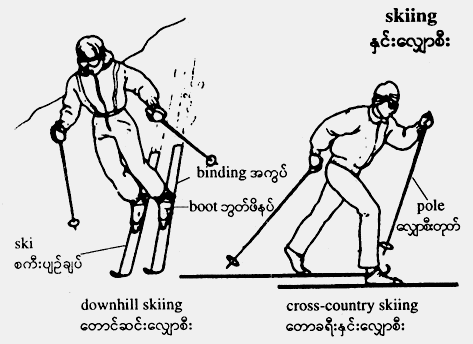 skiing
နှင်းလျှောစီး
binding အကွပ်
boot ဘွတ်ဖိနပ်
pole
လျှောစီးတုတ်
ski
စကီးပျဉ်ချပ်
downhill skiing
တောင်ဆင်းလျှောစီး
cross-country skiing
တောခရီးနှင်းလျှောစီး